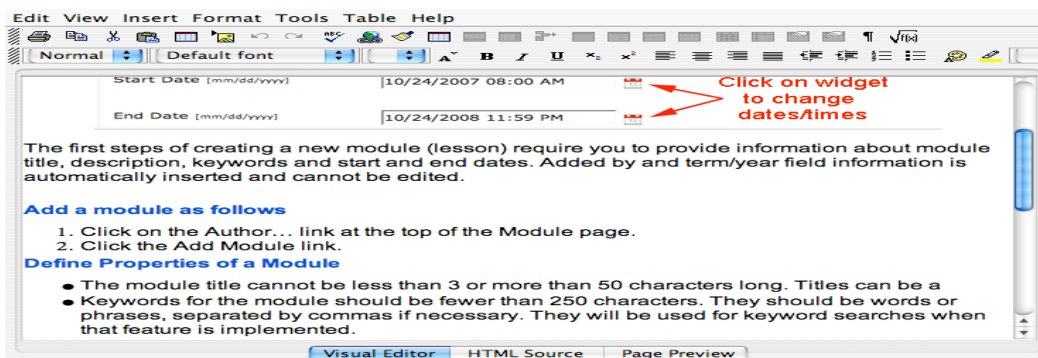 Edit View Insert Format Tools Table Help
ABC √f(x)
Normal Default font A B I U x₂ x²
Start Date [mm/dd/yyyy] 10/24/2007 08:00 AM Click on widget
to change
End Date [mm/dd/yyyy] 10/24/2008 11:59 PM dates/times
The first steps of creating a new module (lesson) require you to provide information about module
title, description, keywords and start and end dates. Added by and term/year field information is
automatically inserted and cannot be edited.
Add a module as follows
1. Click on the Author... link at the top of the Module page.
2. Click the Add Module link.
Define Properties of a Module
● The module title cannot be less than 3 or more than 50 characters long. Titles can be a
● Keywords for the module should be fewer than 250 characters. They should be words or
phrases, separated by commas if necessary. They will be used for keyword searches when
that feature is implemented.
Visual Editor HTML Source Page Preview